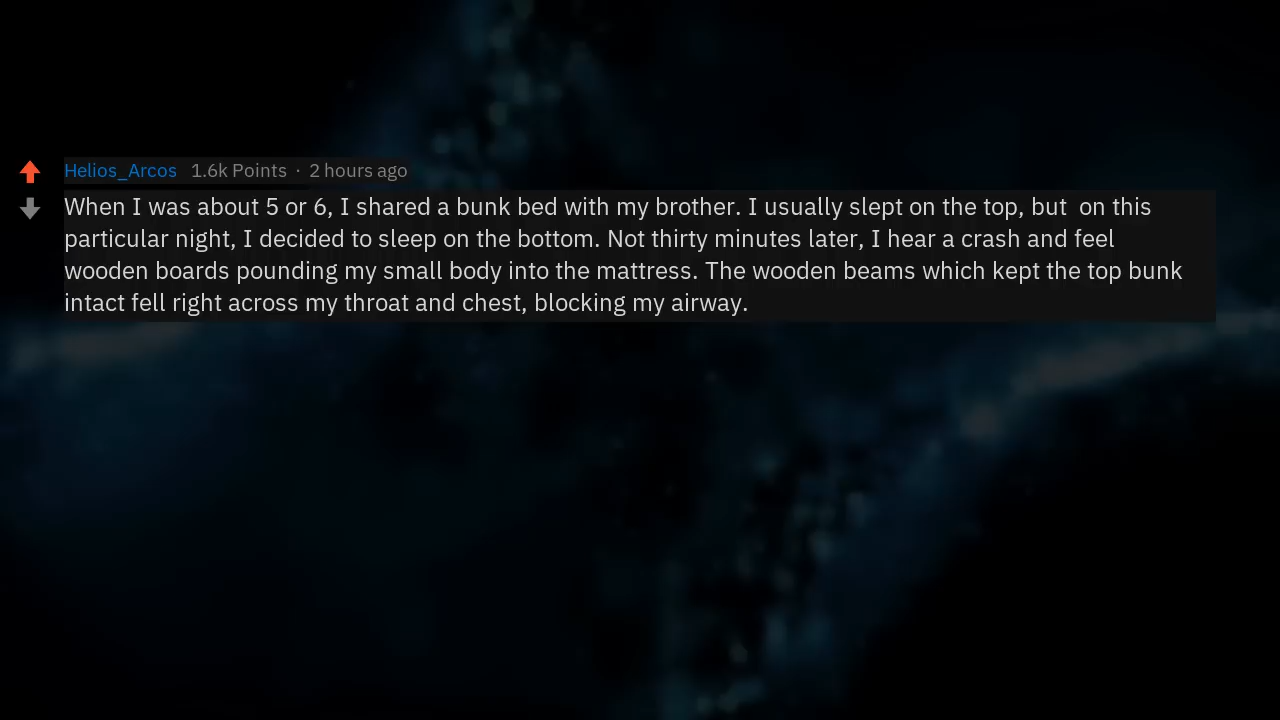 Helios_Arcos 1.6k Points · 2 hours ago
When I was about 5 or 6, I shared a bunk bed with my brother. I usually slept on the top, but  on this
particular night, I decided to sleep on the bottom. Not thirty minutes later, I hear a crash and feel
wooden boards pounding my small body into the mattress. The wooden beams which kept the top bunk
intact fell right across my throat and chest, blocking my airway.